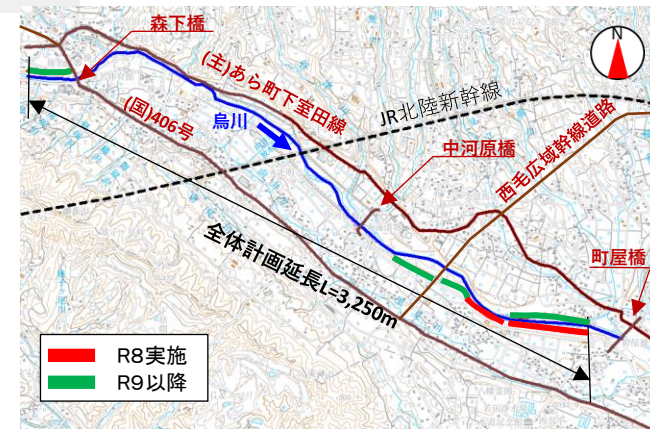 森下橋
N
(主)あら町下室田線
JR北陸新幹線
(国)406号
烏川
中河原橋
西毛広域幹線道路
町屋橋
全体計画延長L=3,250m
R8実施
R9以降